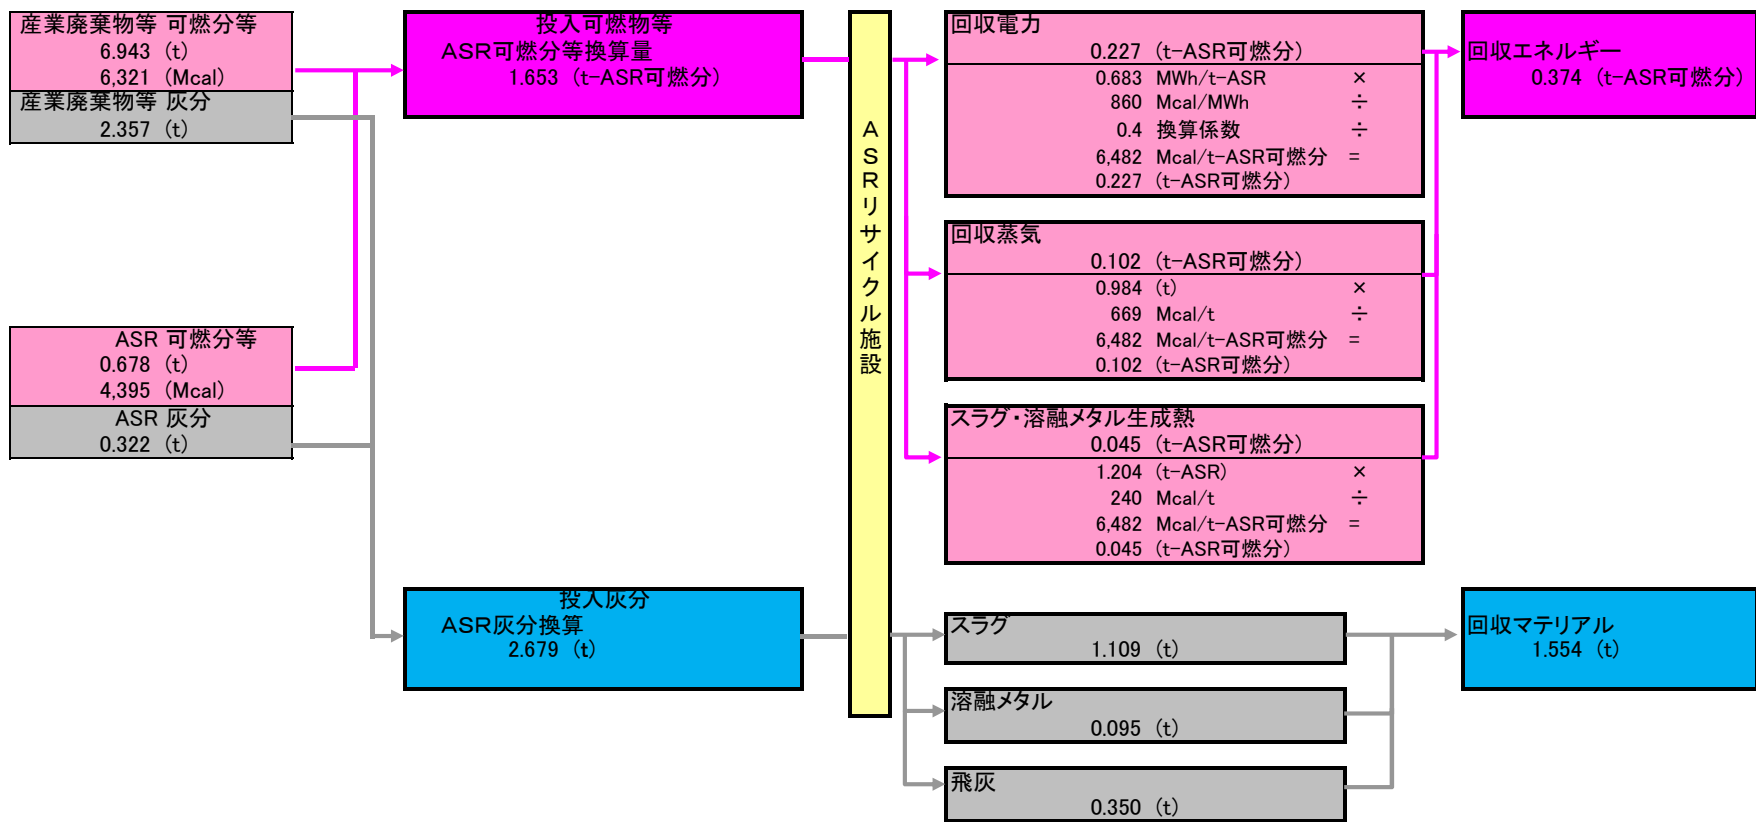 産業廃棄物等 可燃分等
6.943 (t)
6,321 (Mcal)
産業廃棄物等 灰分
2.357 (t)
ASR 可燃分等
0.678 (t)
4,395 (Mcal)
ASR 灰分
0.322 (t)
投入可燃物等
ASR可燃分等換算量
1.653 (t-ASR可燃分)
投入灰分
ASR灰分換算
2.679 (t)
ASRリサイクル施設
回収電力
0.227 (t-ASR可燃分)
0.683 MWh/t-ASR ×
860 Mcal/MWh ÷
0.4 換算係数 ÷
6,482 Mcal/t-ASR可燃分 =
0.227 (t-ASR可燃分)
回収蒸気
0.102 (t-ASR可燃分)
0.984 (t) ×
669 Mcal/t ÷
6,482 Mcal/t-ASR可燃分 =
0.102 (t-ASR可燃分)
スラグ・溶融メタル生成熱
0.045 (t-ASR可燃分)
1.204 (t-ASR) ×
240 Mcal/t ÷
6,482 Mcal/t-ASR可燃分 =
0.045 (t-ASR可燃分)
スラグ
1.109 (t)
溶融メタル
0.095 (t)
飛灰
0.350 (t)
回収エネルギー
0.374 (t-ASR可燃分)
回収マテリアル
1.554 (t)